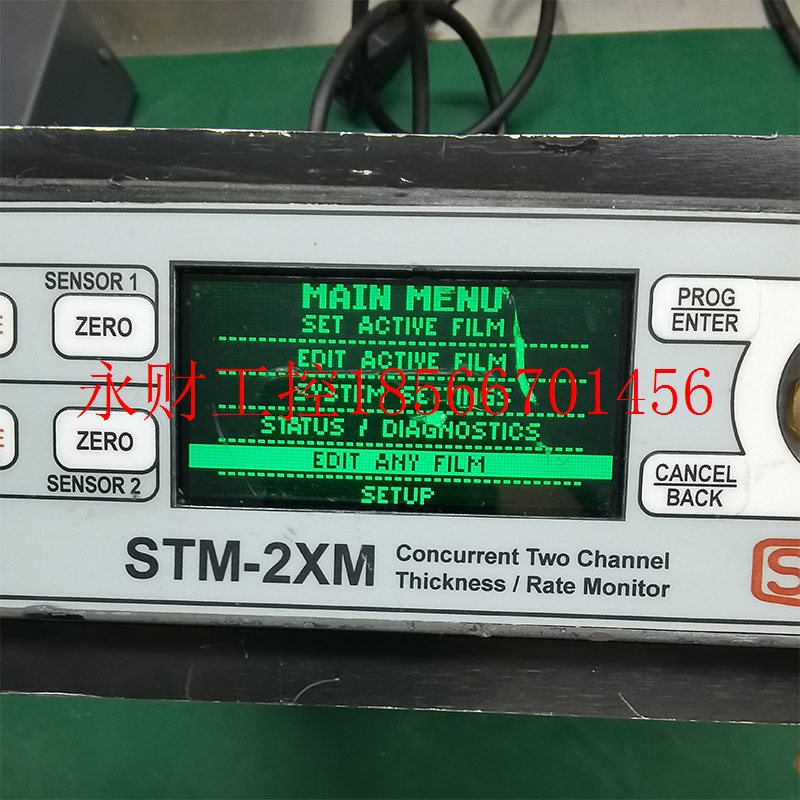 SENSOR 1
ZERO
ZERO
SENSOR 2
MAIN MENU
SET ACTIVE FILM
EDIT ACTIVE FILM
SYSTEM SETTINGS
STATUS / DIAGNOSTICS
EDIT ANY FILM
SETUP
PROG
ENTER
CANCEL
BACK
永财工控18566701456
STM-2XM
Concurrent Two Channel
Thickness / Rate Monitor
S